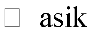 □ asik